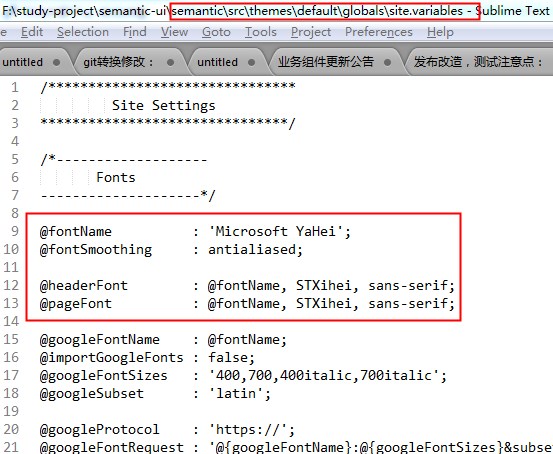 F:\study-project\semantic-ui\semantic\src\themes\default\globals\site.variables - Sublime Text
Edit Selection Find View Goto Tools Project Preferences Help
untitled git转换修改： untitled 业务组件更新公告 发布改造，测试注意点：
1 /*******************************
2 Site Settings
3 *******************************/
4
5 /*-------------------
6 Fonts
7 --------------------*/
8
9 @fontName : 'Microsoft YaHei';
10 @fontSmoothing : antialiased;
11
12 @headerFont : @fontName, STXihei, sans-serif;
13 @pageFont : @fontName, STXihei, sans-serif;
14
15 @googleFontName : @fontName;
16 @importGoogleFonts : false;
17 @googleFontSizes : '400,700,400italic,700italic';
18 @googleSubset : 'latin';
19
20 @googleProtocol : 'https://';
21 @googleFontRequest : '@{googleFontName}:@{googleFontSizes}&subse